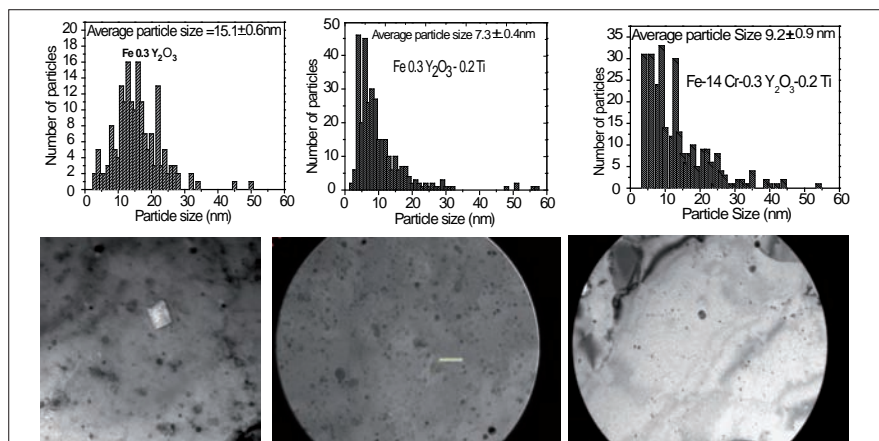 Average particle size =15.1±0.6nm
Fe 0.3 Y₂O₃
Number of particles
20
18
16
14
12
10
8
6
4
2
0
0 10 20 30 40 50 60
Particle size (nm)
Average particle size 7.3±.0.4nm
Fe 0.3 Y₂O₃- 0.2 Ti
Number of particles
50
40
30
20
10
0
0 10 20 30 40 50 60
Particle size (nm)
Average particle Size 9.2±0.9 nm
Fe-14 Cr-0.3 Y₂O₃-0.2 Ti
Number of particles
35
30
25
20
15
10
5
0
0 10 20 30 40 50 60
Particle Size (nm)